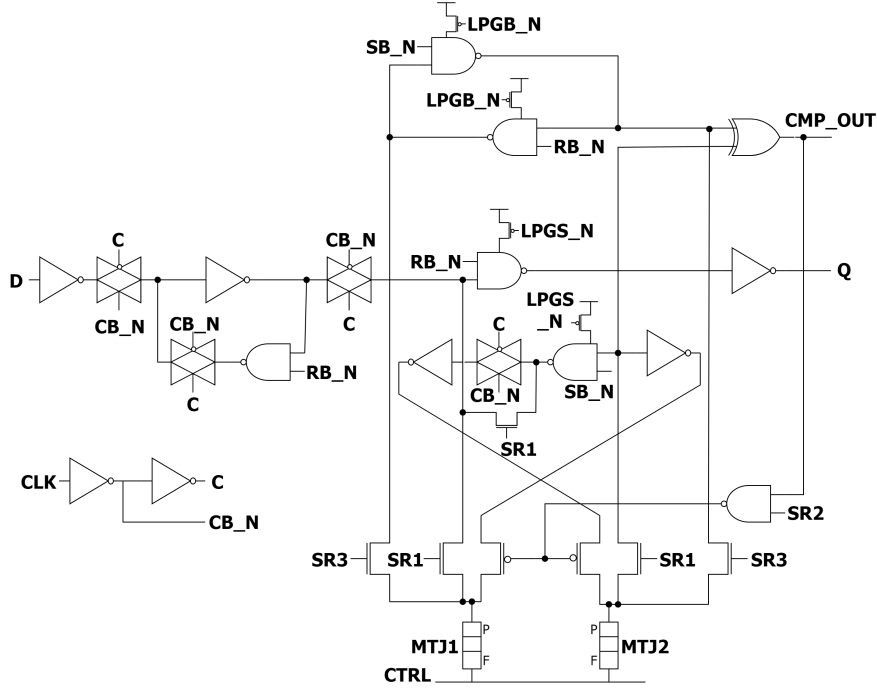 LPGB_N
SB_N
LPGB_N
CMP_OUT
RB_N
C
CB_N
LPGS_N
RB_N
D
Q
CB_N
C
LPGS
_N
CB_N
C
RB_N
CB_N
SB_N
C
SR1
CLK
C
CB_N
SR2
SR3
SR1
SR1
SR3
P
P
MTJ1
MTJ2
F
F
CTRL